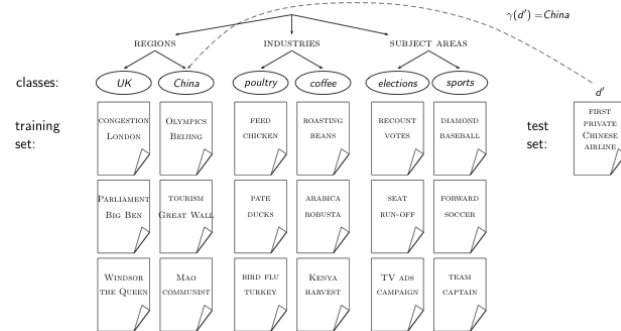 γ(d′) =China
REGIONS
INDUSTRIES
SUBJECT AREAS
classes:
UK
China
poultry
coffee
elections
sports
d′
training
set:
CONGESTION
LONDON
OLYMPICS
BEIJING
FEED
CHICKEN
ROASTING
BEANS
RECOUNT
VOTES
DIAMOND
BASEBALL
test
set:
FIRST
PRIVATE
CHINESE
AIRLINE
PARLIAMENT
BIG BEN
TOURISM
GREAT WALL
PATE
DUCKS
ARABICA
ROBUSTA
SEAT
RUN-OFF
FORWARD
SOCCER
WINDSOR
THE QUEEN
MAO
COMMUNIST
BIRD FLU
TURKEY
KENYA
HARVEST
TV ADS
CAMPAIGN
TEAM
CAPTAIN